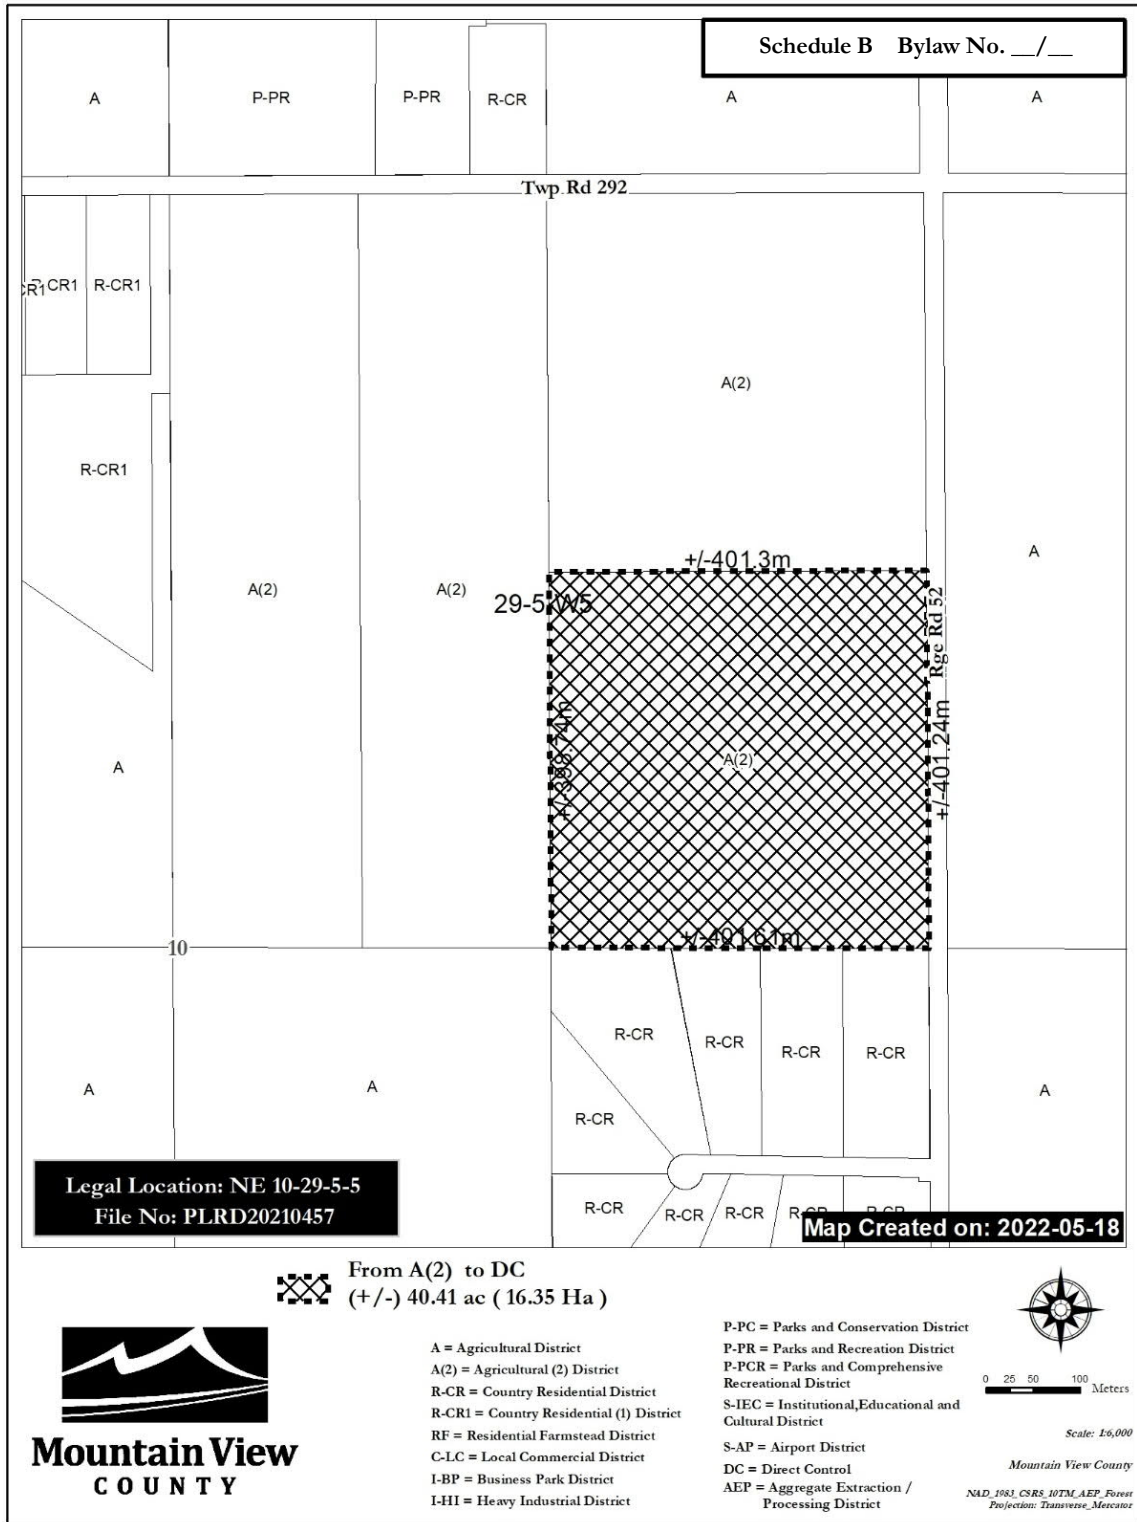 Schedule B Bylaw No. __/__
A
P-PR
P-PR
R-CR
A
A
Twp Rd 292
CR1
CR1
R-CR1
A(2)
R-CR1
A
+/-401.3m
A(2)
A(2)
29-5 W5
Rge Rd 52
+/-401.24m
A(2)
A
+/-401.61m
10
R-CR
R-CR
R-CR
R-CR
A
A
A
R-CR
Legal Location: NE 10-29-5-5
File No: PLRD20210457
R-CR
R-CR
R-CR
R-CR
R-CR
Map Created on: 2022-05-18
From A(2) to DC
(+/-) 40.41 ac ( 16.35 Ha )
Mountain View
COUNTY
A = Agricultural District
A(2) = Agricultural (2) District
R-CR = Country Residential District
R-CR1 = Country Residential (1) District
RF = Residential Farmstead District
C-LC = Local Commercial District
I-BP = Business Park District
I-HI = Heavy Industrial District
P-PC = Parks and Conservation District
P-PR = Parks and Recreation District
P-PCR = Parks and Comprehensive
Recreational District
S-IEC = Institutional,Educational and
Cultural District
S-AP = Airport District
DC = Direct Control
AEP = Aggregate Extraction /
Processing District
0 25 50 100
Meters
Scale: 1:6,000
Mountain View County
NAD_1983_CSRS_10TM_AEP_Forest
Projection: Transverse_Mercator